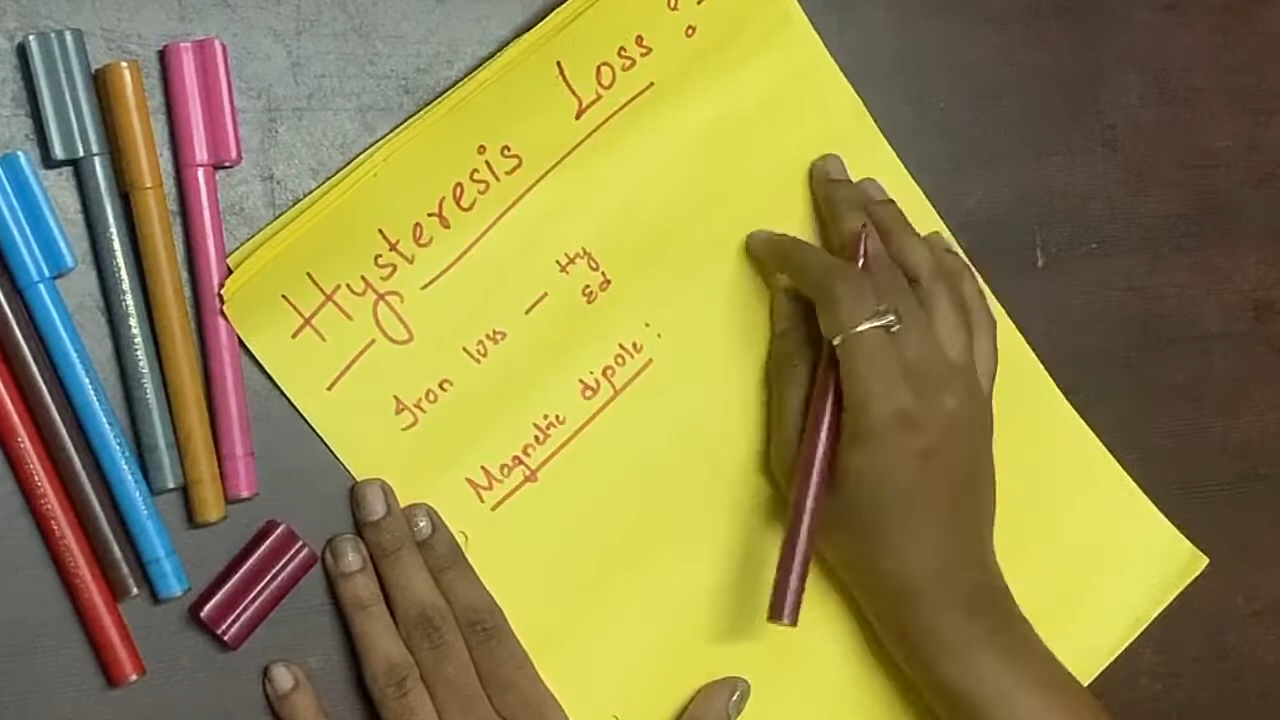 Hysteresis Loss :-
Iron loss - Hy
Ed
Magnetic dipole :